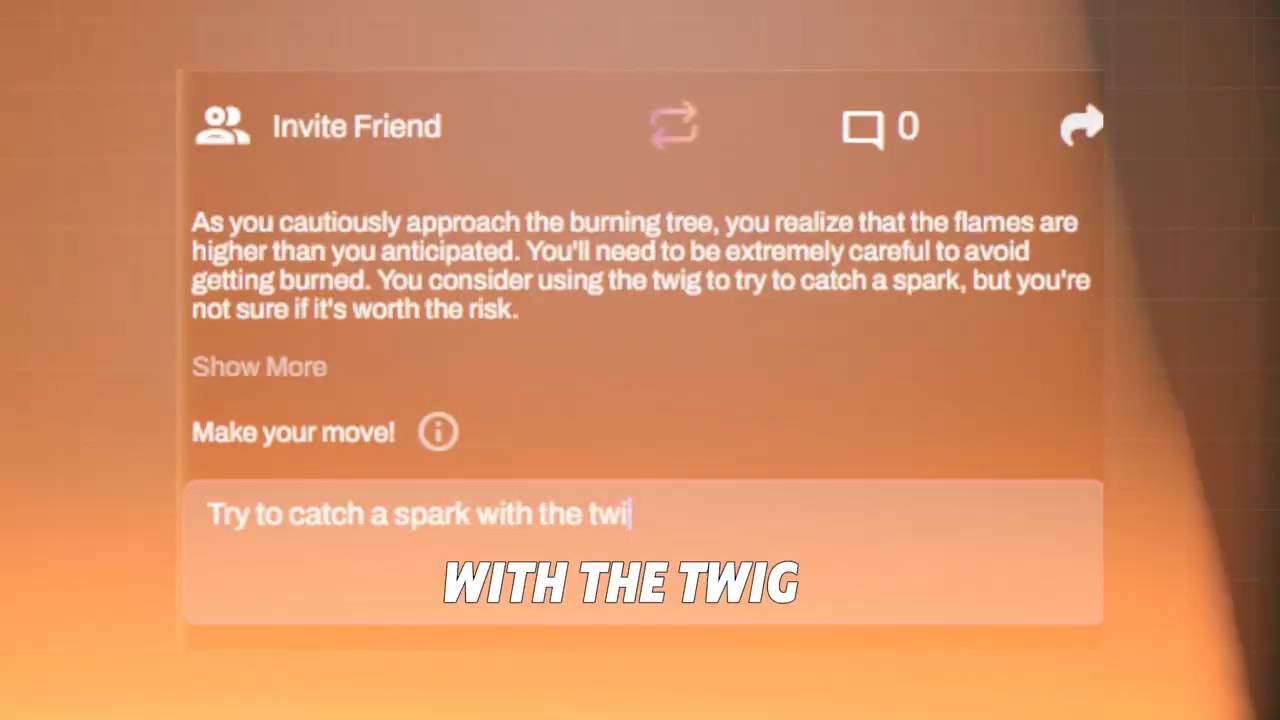 Invite Friend
0
As you cautiously approach the burning tree, you realize that the flames are
higher than you anticipated. You'll need to be extremely careful to avoid
getting burned. You consider using the twig to try to catch a spark, but you're
not sure if it's worth the risk.
Show More
Make your move!
Try to catch a spark with the twi
WITH THE TWIG